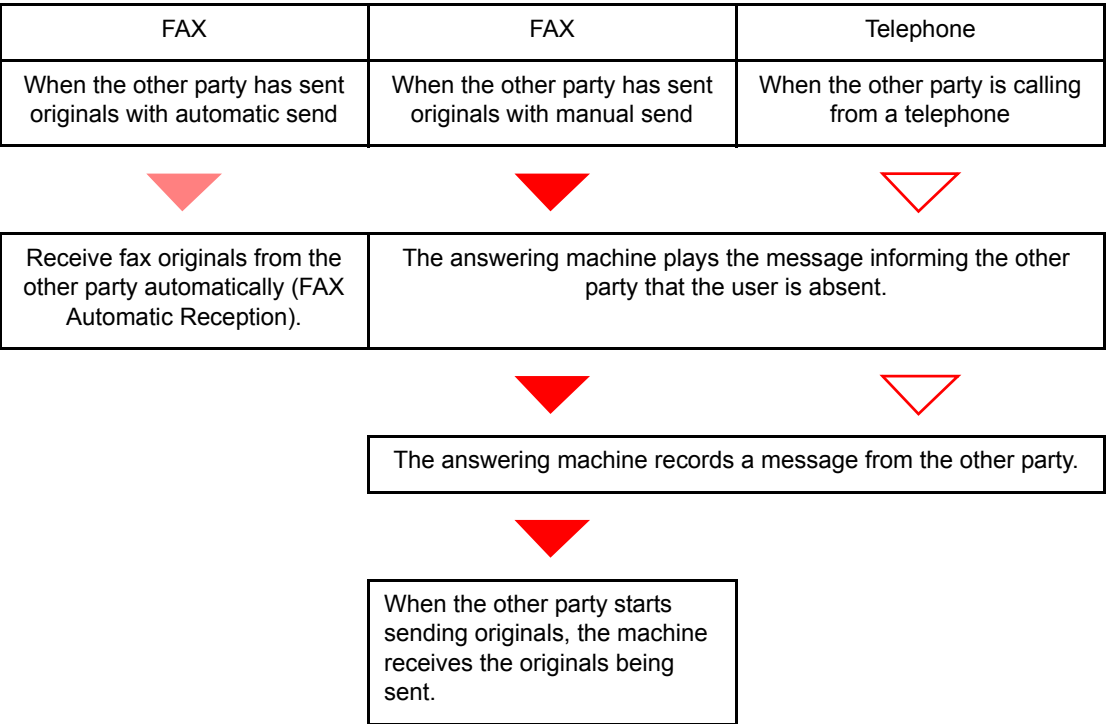 FAX
FAX
Telephone
When the other party has sent
originals with automatic send
When the other party has sent
originals with manual send
When the other party is calling
from a telephone
Receive fax originals from the
other party automatically (FAX
Automatic Reception).
The answering machine plays the message informing the other
party that the user is absent.
The answering machine records a message from the other party.
When the other party starts
sending originals, the machine
receives the originals being
sent.